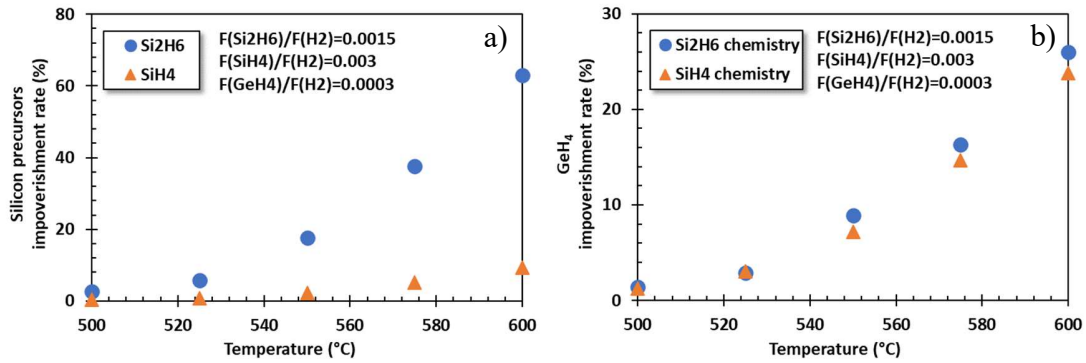 a)
Si2H6
SiH4
F(Si2H6)/F(H2)=0.0015
F(SiH4)/F(H2)=0.003
F(GeH4)/F(H2)=0.0003
Silicon precursors
impoverishment rate (%)
80
60
40
20
0
500 520 540 560 580 600
Temperature (°C)
b)
Si2H6 chemistry
SiH4 chemistry
F(Si2H6)/F(H2)=0.0015
F(SiH4)/F(H2)=0.003
F(GeH4)/F(H2)=0.0003
GeH₄
impoverishment rate (%)
30
20
10
0
500 520 540 560 580 600
Temperature (°C)